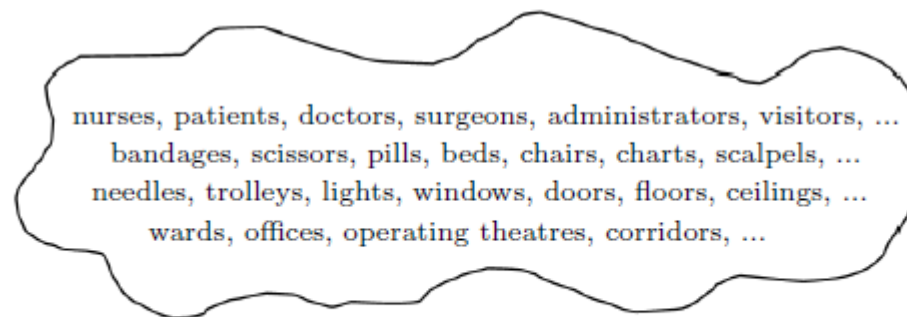 nurses, patients, doctors, surgeons, administrators, visitors, ...
bandages, scissors, pills, beds, chairs, charts, scalpels, ...
needles, trolleys, lights, windows, doors, floors, ceilings, ...
wards, offices, operating theatres, corridors, ...